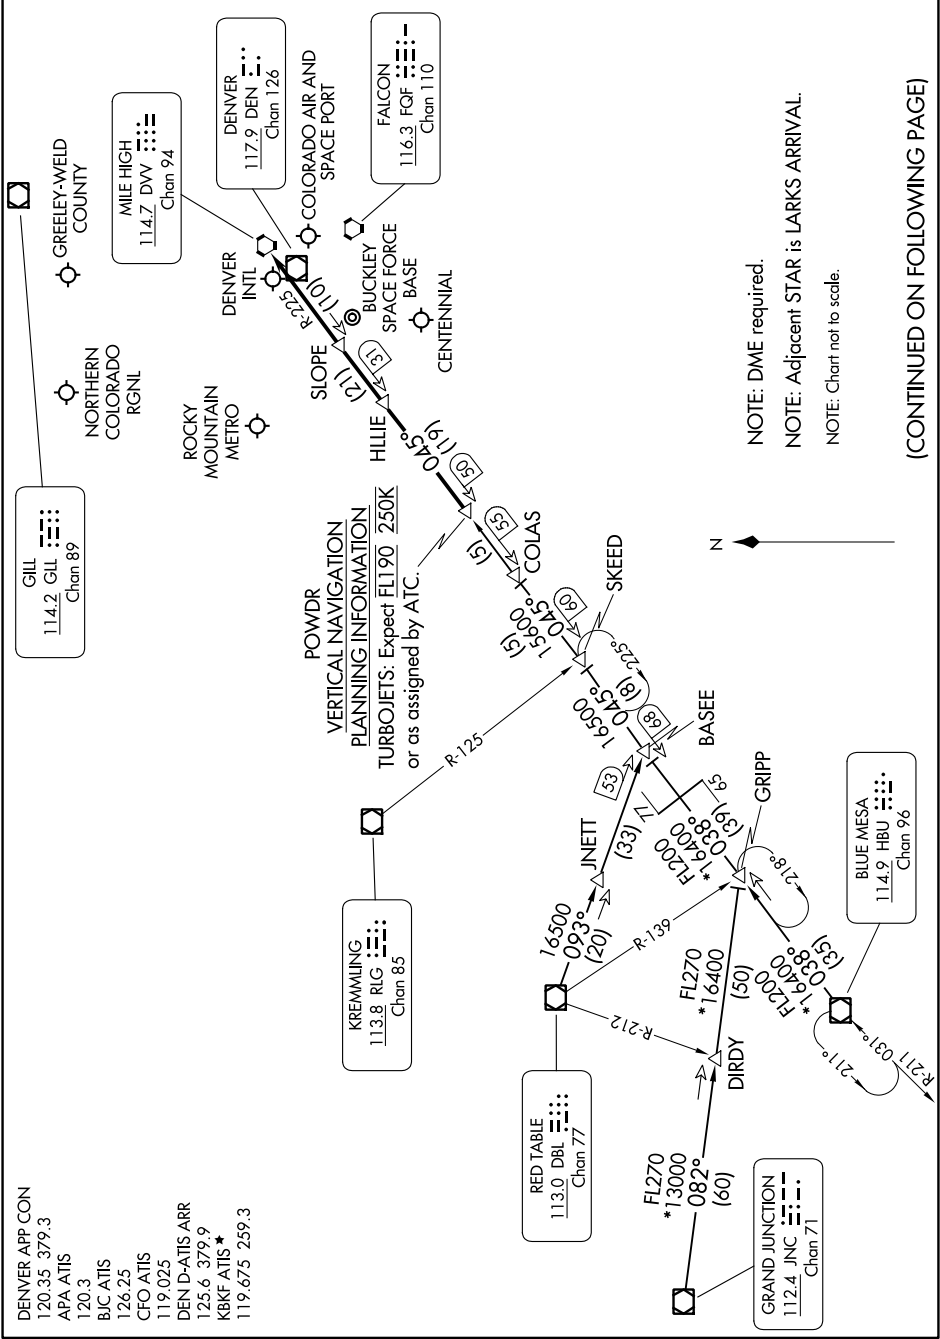 DENVER APP CON
120.35 379.3
APA ATIS
120.3
BJC ATIS
126.25
CFO ATIS
119.025
DEN D-ATIS ARR
125.6 379.9
KBKF ATIS★
119.675 259.3
GILL
114.2 GLL
Chan 89
GREELEY-WELD
COUNTY
NORTHERN
COLORADO
RGNL
ROCKY
MOUNTAIN
METRO
MILE HIGH
114.7 DVV
Chan 94
DENVER
117.9 DEN
Chan 126
FALCON
116.3 FQF
Chan 110
DENVER
INTL
COLORADO AIR AND
SPACE PORT
BUCKLEY
SPACE FORCE
BASE
CENTENNIAL
R-225
(10)
SLOPE
(21)
31
HLLIE
045°
(19)
50
POWDR
VERTICAL NAVIGATION
PLANNING INFORMATION
TURBOJETS: Expect FL190 250K
or as assigned by ATC.
(5)
55
COLAS
(5)
15600
045°
60
SKEED
225°
16500
045°
(8)
68
BASEE
53
R-125
KREMMLING
113.8 RLG
Chan 85
JNETT
(33)
77
65
FL200
*16400
038°
(39)
GRIPP
218°
16500
093°
(20)
R-139
R-212
RED TABLE
113.0 DBL
Chan 77
FL270
*16400
(50)
DIRDY
FL200
*16400
038°
(35)
BLUE MESA
114.9 HBU
Chan 96
211°
031°
R-211
FL270
*13000
082°
(60)
GRAND JUNCTION
112.4 JNC
Chan 71
N
NOTE: DME required.
NOTE: Adjacent STAR is LARKS ARRIVAL.
NOTE: Chart not to scale.
(CONTINUED ON FOLLOWING PAGE)